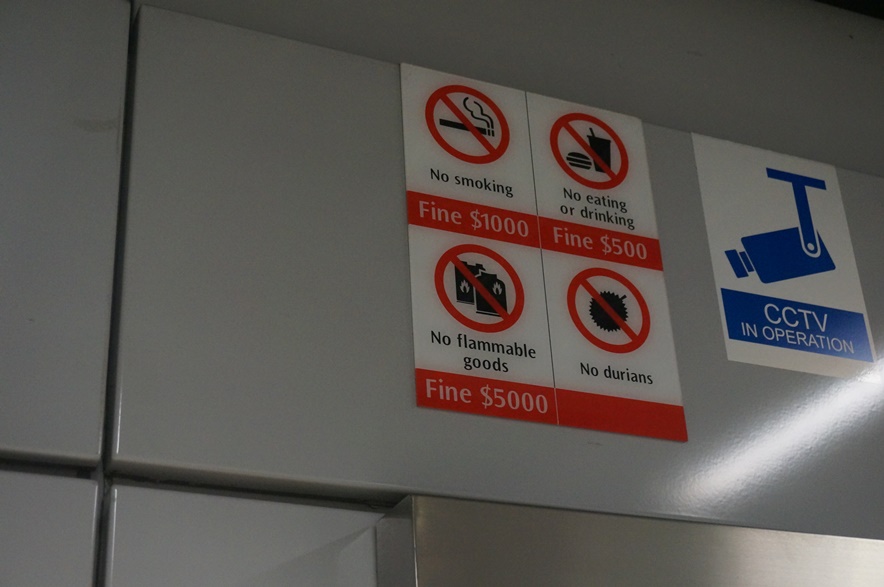 No smoking
Fine $1000
No eating
or drinking
Fine $500
No flammable
goods
Fine $5000
No durians
CCTV
IN OPERATION